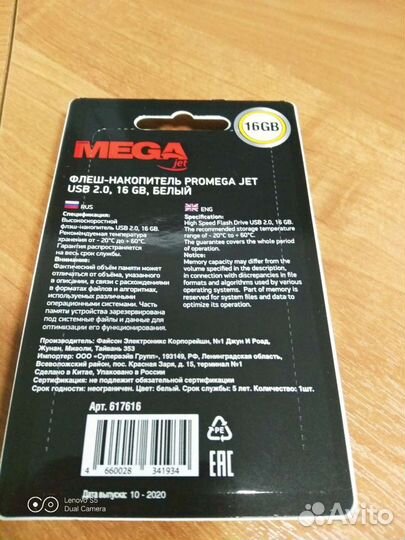 16GB
MEGA
jet
ФЛЕШ-НАКОПИТЕЛЬ PROMEGA JET
USB 2.0, 16 GB, БЕЛЫЙ
RUS
Спецификация:
Высокоскоростной
флэш-накопитель USB 2.0, 16 GB.
Рекомендуемая температура
хранения от - 20˚C до + 60˚C.
Гарантия распространяется
на весь срок службы.
Внимание:
Фактический объём памяти может
отличаться от объёма, указанного
в описании, в связи с расхождениями
в форматах файлов и алгоритмах,
используемых различными
операционными системами. Часть
памяти устройства зарезервирована
под системные файлы и данные для
оптимизации его функционирования.
ENG
Specification:
High Speed Flash Drive USB 2.0, 16 GB.
The recommended storage temperature
range of - 20˚C to + 60˚C.
The guarantee covers the whole period
of operation.
Notice:
Memory capacity may differ from the
volume specified in the description,
in connection with discrepancies in file
formats and algorithms used by various
operating systems. Part of memory is
reserved for system files and data to
optimize its operation.
Производитель: Файсон Электроникс Корпорейшн, №1 Джун И Роад,
Жунан, Миаоли, Тайвань 353
Импортер: ООО «Супервэйв Групп», 193149, РФ, Ленинградская область,
Всеволожский район, пос. Красная Заря, д. 15, терминал №1
Сделано в Китае, Упаковано в России
Сертификация: не подлежит обязательной сертификации
Срок годности: неограничен. Цвет: белый. Срок службы: 5 лет. Количество: 1шт.
Арт. 617616
4 660028 341934
PE
EAC
Дата выпуска: 10 - 2020
Lenovo S5
Dual Camera
Avito